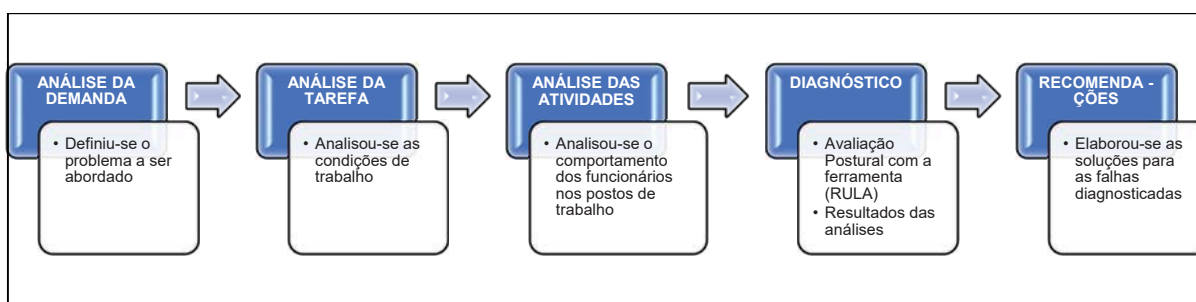 ANÁLISE DA
DEMANDA
• Definiu-se o
problema a ser
abordado
ANÁLISE DA
TAREFA
• Analisou-se as
condições de
trabalho
ANÁLISE DAS
ATIVIDADES
• Analisou-se o
comportamento
dos funcionários
nos postos de
trabalho
DIAGNÓSTICO
• Avaliação
Postural com a
ferramenta
(RULA)
• Resultados das
análises
RECOMENDA -
ÇÕES
• Elaborou-se as
soluções para
as falhas
diagnosticadas